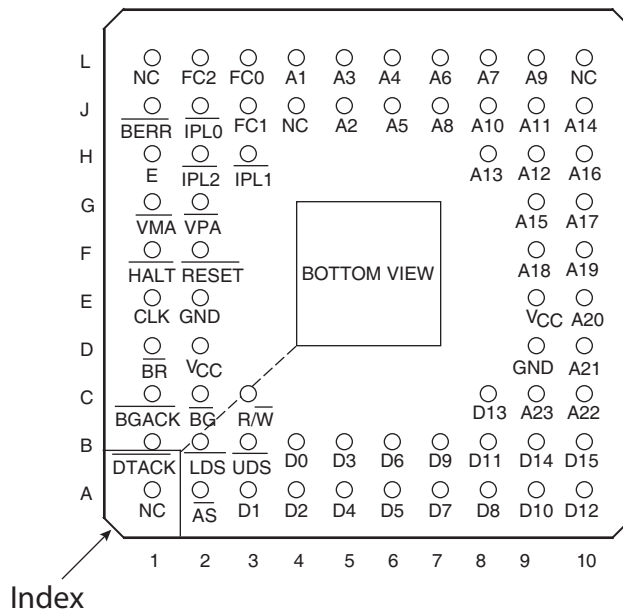 L NC FC2 FC0 A1 A3 A4 A6 A7 A9 NC
J BERR IPL0 FC1 NC A2 A5 A8 A10 A11 A14
H E IPL2 IPL1 A13 A12 A16
G VMA VPA A15 A17
F HALT RESET BOTTOM VIEW A18 A19
E CLK GND VCC A20
D BR VCC GND A21
C BGACK BG R/W D13 A23 A22
B DTACK LDS UDS D0 D3 D6 D9 D11 D14 D15
A NC AS D1 D2 D4 D5 D7 D8 D10 D12
1 2 3 4 5 6 7 8 9 10
Index